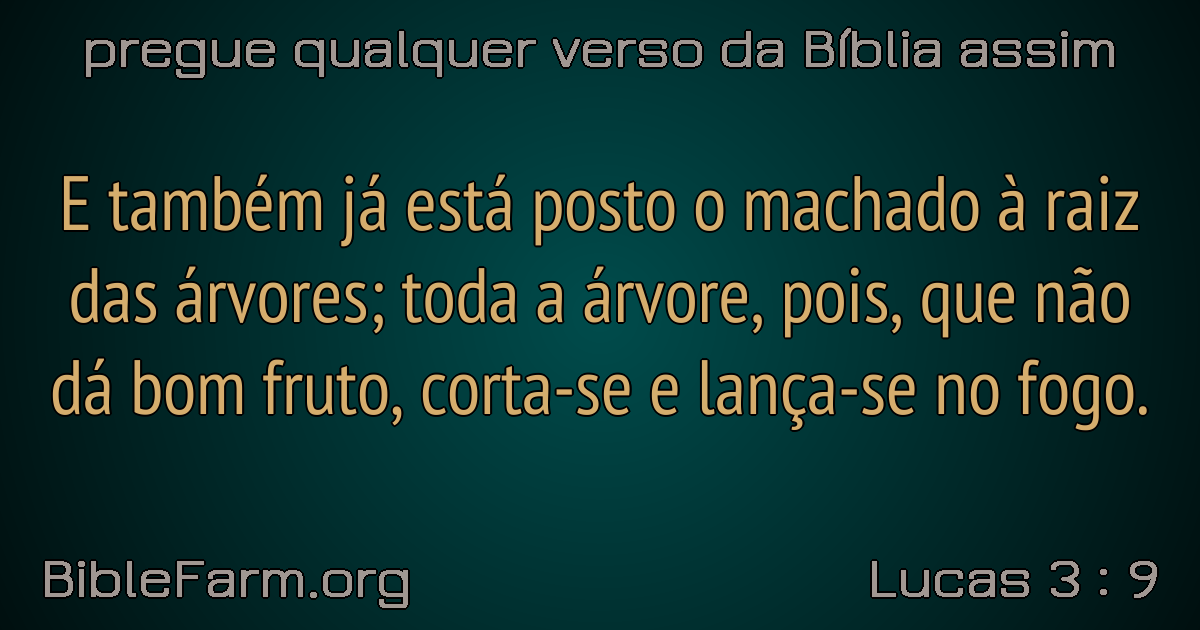 pregue qualquer verso da Bíblia assim
E também já está posto o machado à raiz
das árvores; toda a árvore, pois, que não
dá bom fruto, corta-se e lança-se no fogo.
BibleFarm.org
Lucas 3 : 9